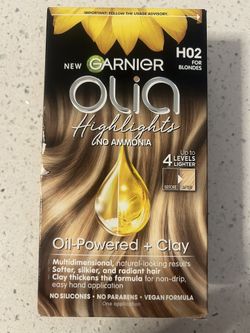 IMPORTANT: FOLLOW THE USAGE ADVISORY.
NEW GARNIER
H02
FOR
BLONDES
Olia
Highlights
NO AMMONIA
Up to
4 LEVELS
LIGHTER
BEFORE AFTER
Oil-Powered + Clay
Multidimensional, natural-looking results
Softer, silkier, and radiant hair
Clay thickens the formula for non-drip,
easy hand application
NO SILICONES • NO PARABENS • VEGAN FORMULA